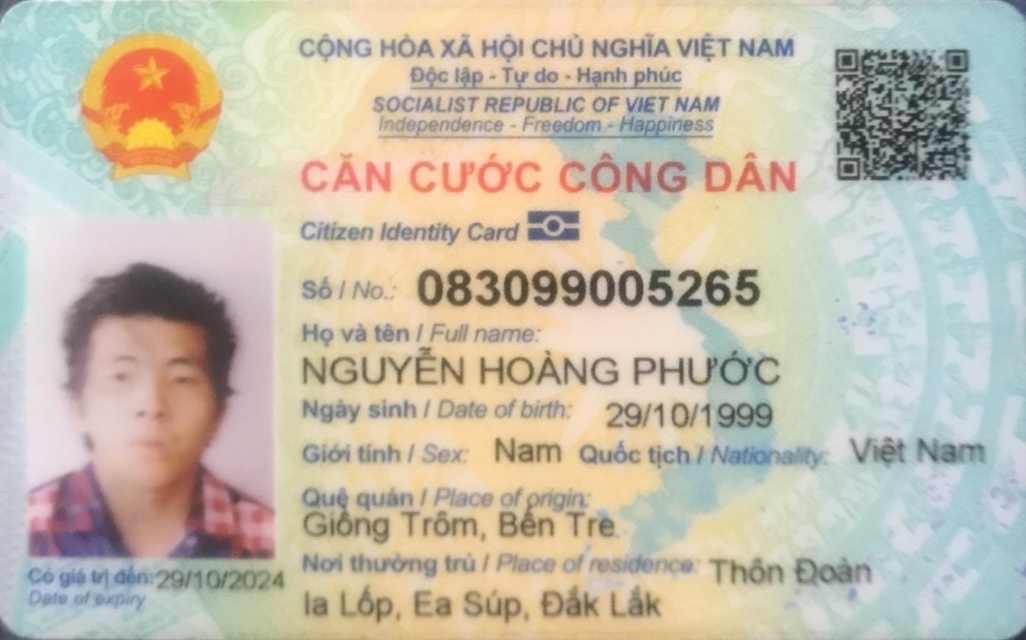 CỘNG HÒA XÃ HỘI CHỦ NGHĨA VIỆT NAM
Độc lập - Tự do - Hạnh phúc
SOCIALIST REPUBLIC OF VIET NAM
Independence - Freedom - Happiness
CĂN CƯỚC CÔNG DÂN
Citizen Identity Card
Số / No.: 083099005265
Họ và tên / Full name:
NGUYỄN HOÀNG PHƯỚC
Ngày sinh / Date of birth: 29/10/1999
Giới tính / Sex: Nam Quốc tịch / Nationality: Việt Nam
Quê quán / Place of origin:
Giồng Trôm, Bến Tre
Nơi thường trú / Place of residence: Thôn Đoàn
Ia Lốp, Ea Súp, Đắk Lắk
Có giá trị đến: 29/10/2024
Date of expiry